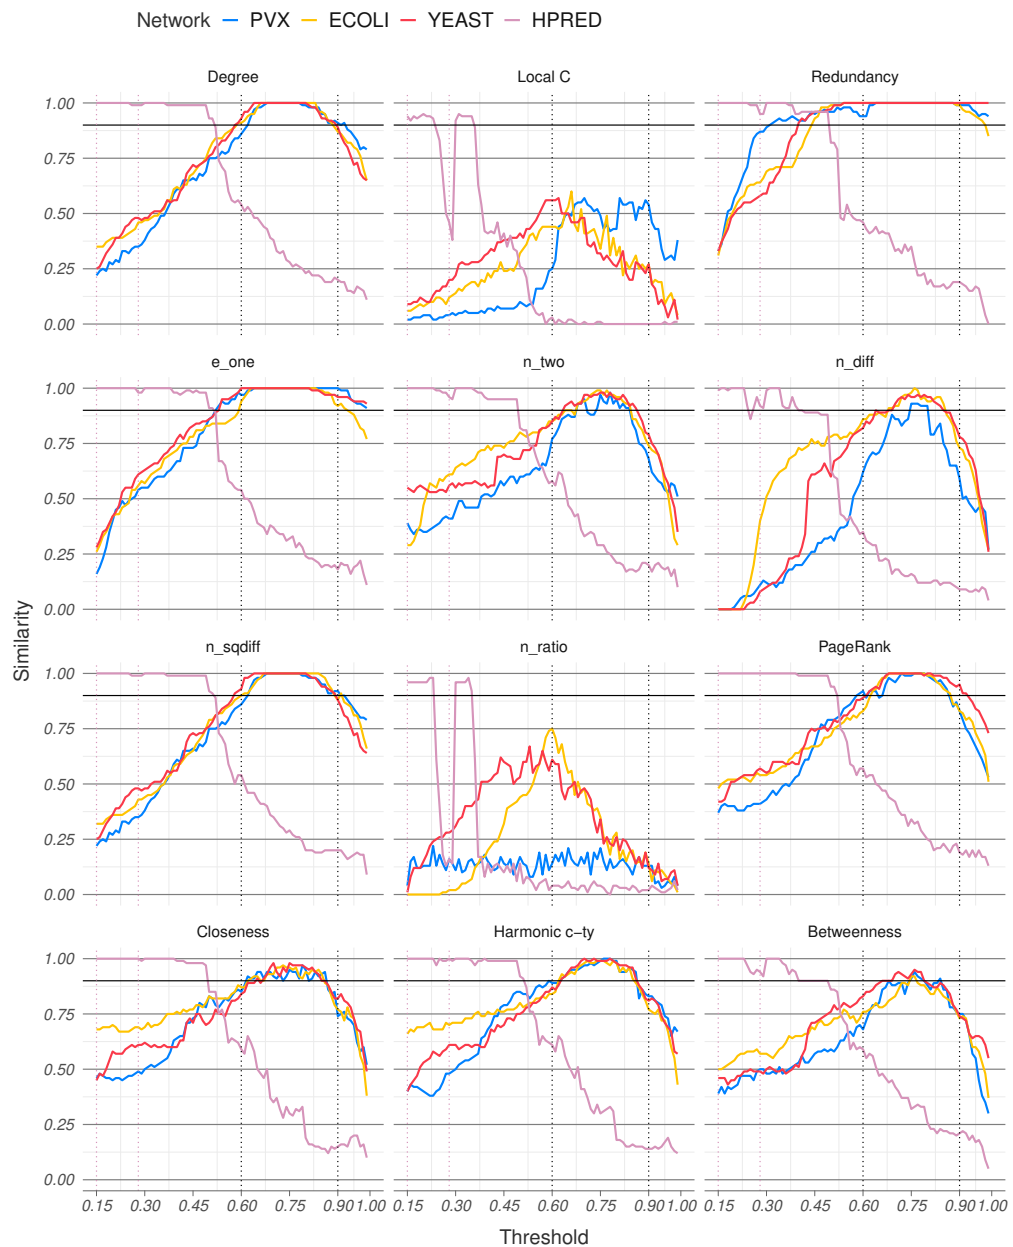 Network PVX ECOLI YEAST HPRED
Degree Local C Redundancy
1.00
0.75
0.50
0.25
0.00
e_one n_two n_diff
1.00
0.75
0.50
0.25
0.00
n_sqdiff n_ratio PageRank
1.00
0.75
0.50
0.25
0.00
Closeness Harmonic c−ty Betweenness
1.00
0.75
0.50
0.25
0.00
Similarity
0.15 0.30 0.45 0.60 0.75 0.90 1.00 0.15 0.30 0.45 0.60 0.75 0.90 1.00 0.15 0.30 0.45 0.60 0.75 0.90 1.00
Threshold